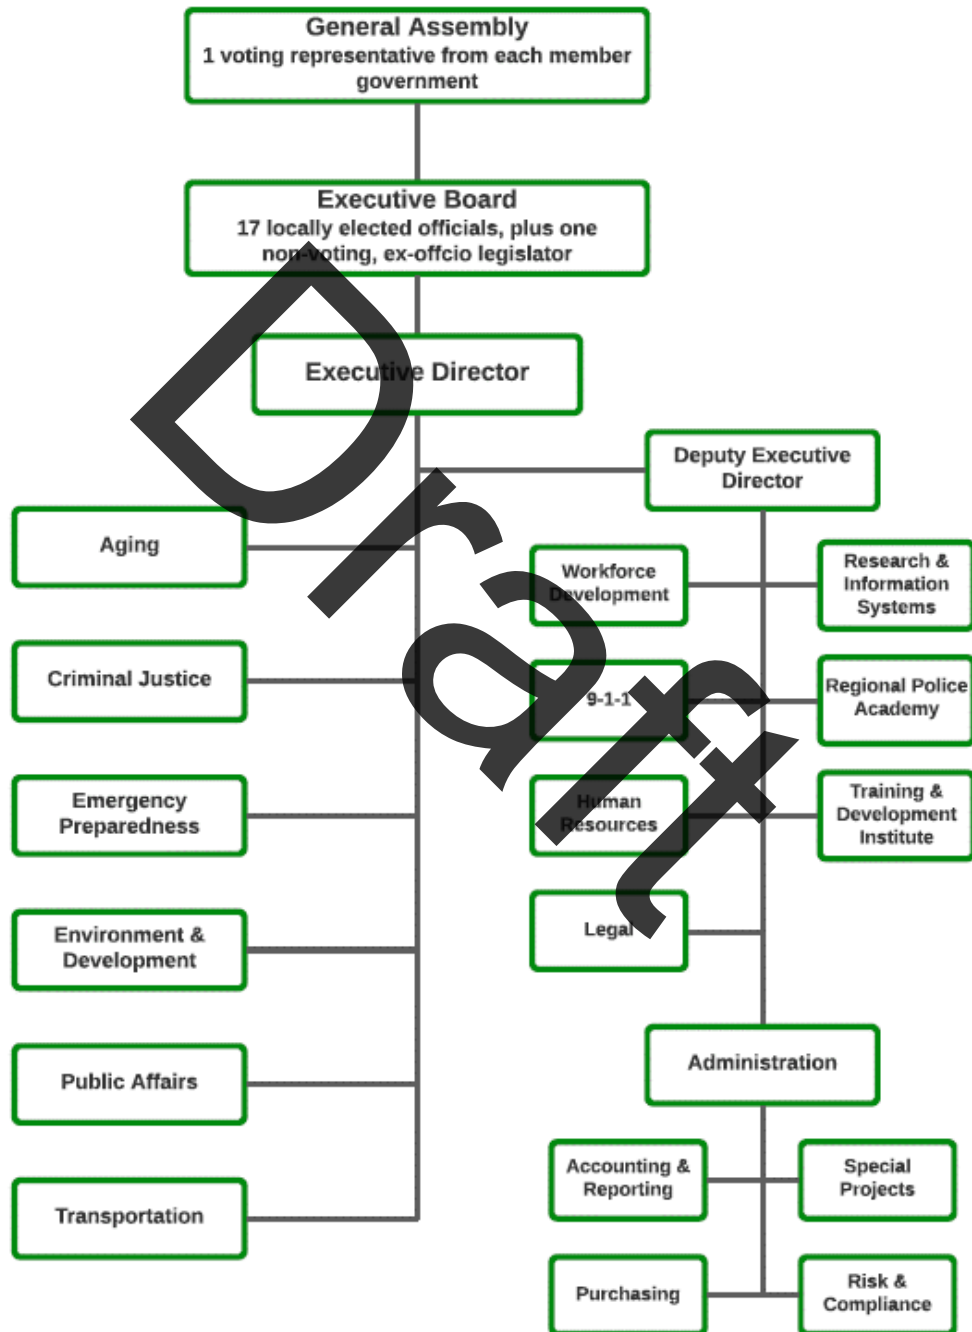 General Assembly
1 voting representative from each member
government
Executive Board
17 locally elected officials, plus one
non-voting, ex-offcio legislator
Executive Director
Deputy Executive
Director
Aging
Criminal Justice
Emergency
Preparedness
Environment &
Development
Public Affairs
Transportation
Workforce
Development
Research &
Information
Systems
9-1-1
Regional Police
Academy
Human
Resources
Training &
Development
Institute
Legal
Administration
Accounting &
Reporting
Special
Projects
Purchasing
Risk &
Compliance
Draft